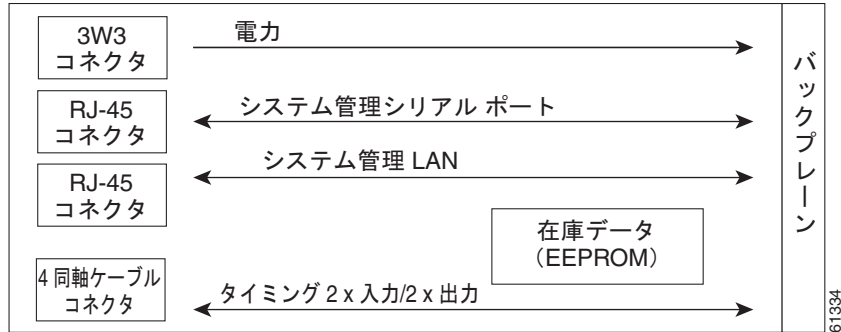 3W3
コネクタ
電力
RJ-45
コネクタ
システム管理シリアル ポート
RJ-45
コネクタ
システム管理 LAN
在庫データ
（EEPROM）
4 同軸ケーブル
コネクタ
タイミング 2 x 入力/2 x 出力
バックプレーン
61334